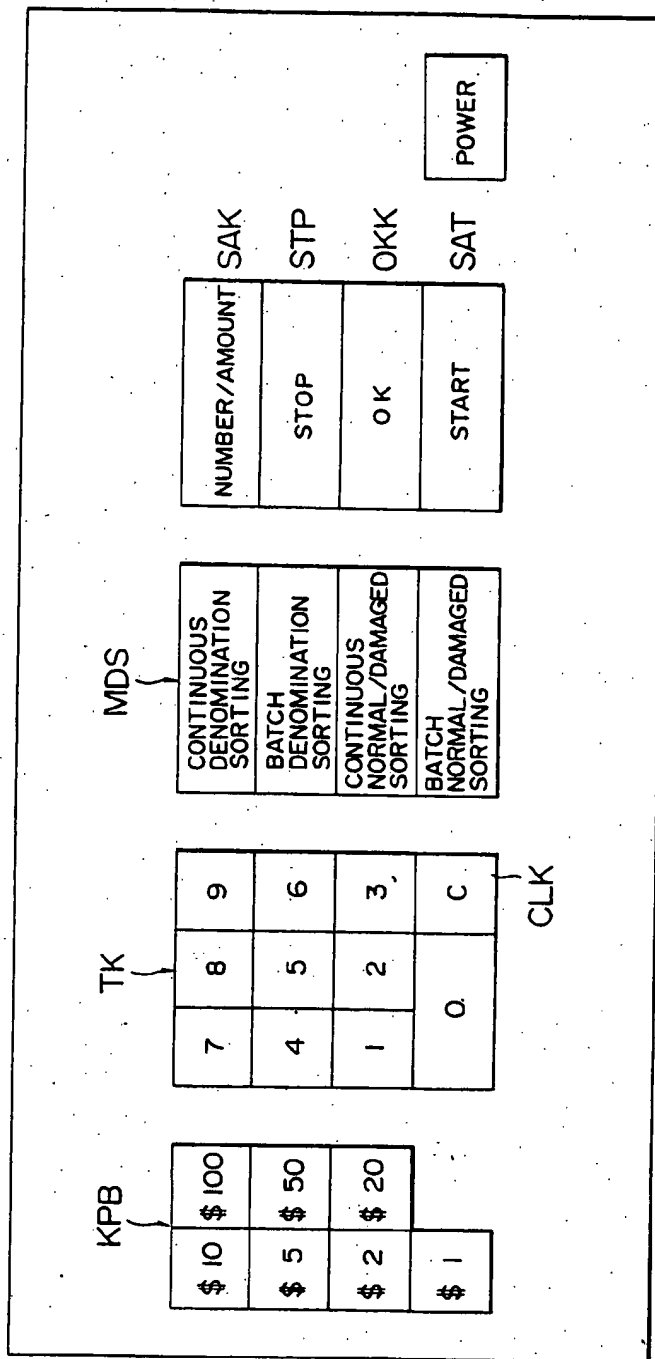 KPB
$ 10 $ 100
$ 5 $ 50
$ 2 $ 20
$ 1
TK
7 8 9
4 5 6
1 2 3
0 C
CLK
MDS
CONTINUOUS
DENOMINATION
SORTING
BATCH
DENOMINATION
SORTING
CONTINUOUS
NORMAL/DAMAGED
SORTING
BATCH
NORMAL/DAMAGED
SORTING
NUMBER/AMOUNT SAK
STOP STP
OK OKK
START SAT
POWER